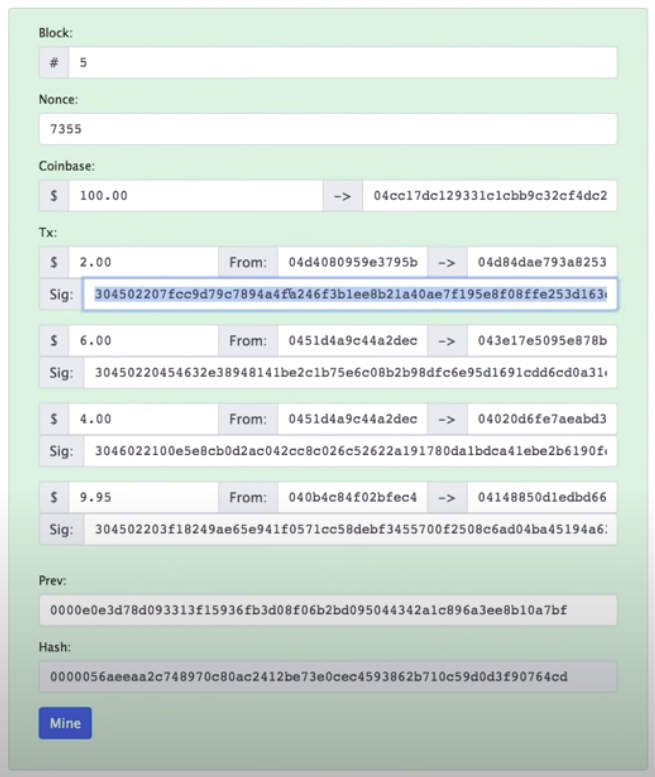 Block:
# 5
Nonce:
7355
Coinbase:
$ 100.00 -> 04cc17dc129331c1cbb9c32cf4dc2
Tx:
$ 2.00 From: 04d4080959e3795b -> 04d84dae793a8253
Sig: 304502207fcc9d79c7894a4fa246f3b1ee8b21a40ae7f195e8f08ffe253d163
$ 6.00 From: 0451d4a9c44a2dec -> 043e17e5095e878b
Sig: 30450220454632e38948141be2c1b75e6c08b2b98dfc6e95d1691cdd6cd0a31
$ 4.00 From: 0451d4a9c44a2dec -> 04020d6fe7aeabd3
Sig: 3046022100e5e8cb0d2ac042cc8c026c52622a191780da1bdca41ebe2b6190f
$ 9.95 From: 040b4c84f02bfec4 -> 04148850d1edbd66
Sig: 304502203f18249ae65e941f0571cc58debf3455700f2508c6ad04ba45194a6
Prev:
0000e0e3d78d093313f15936fb3d08f06b2bd095044342a1c896a3ee8b10a7bf
Hash:
0000056aeeaa2c748970c80ac2412be73e0cec4593862b710c59d0d3f90764cd
Mine